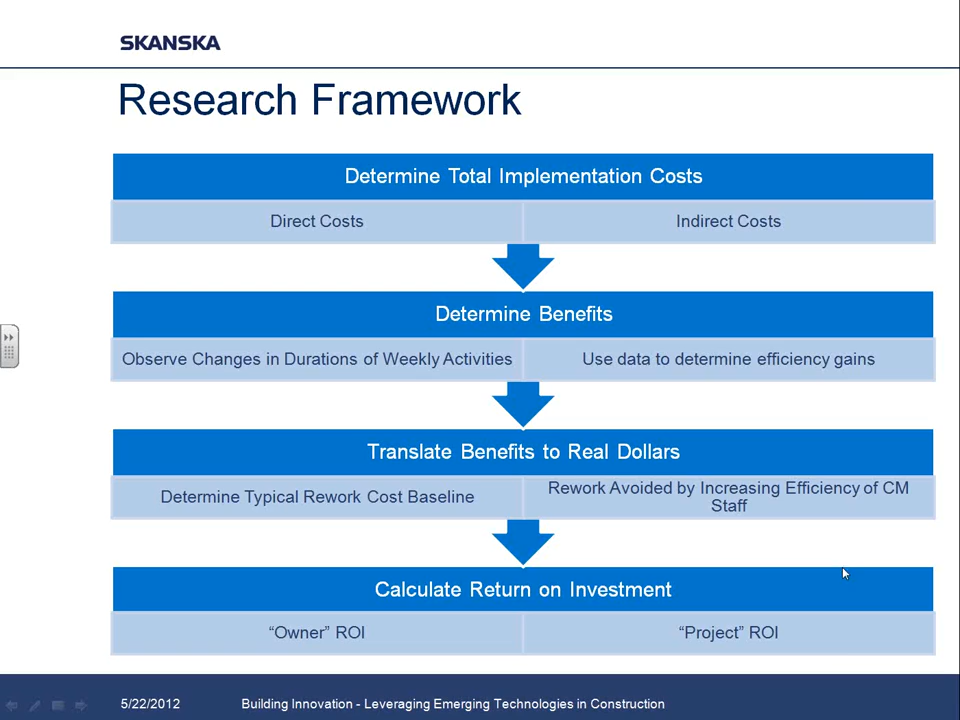 SKANSKA
Research Framework
Determine Total Implementation Costs
Direct Costs
Indirect Costs
Determine Benefits
Observe Changes in Durations of Weekly Activities
Use data to determine efficiency gains
Translate Benefits to Real Dollars
Determine Typical Rework Cost Baseline
Rework Avoided by Increasing Efficiency of CM
Staff
Calculate Return on Investment
“Owner” ROI
“Project” ROI
5/22/2012
Building Innovation - Leveraging Emerging Technologies in Construction